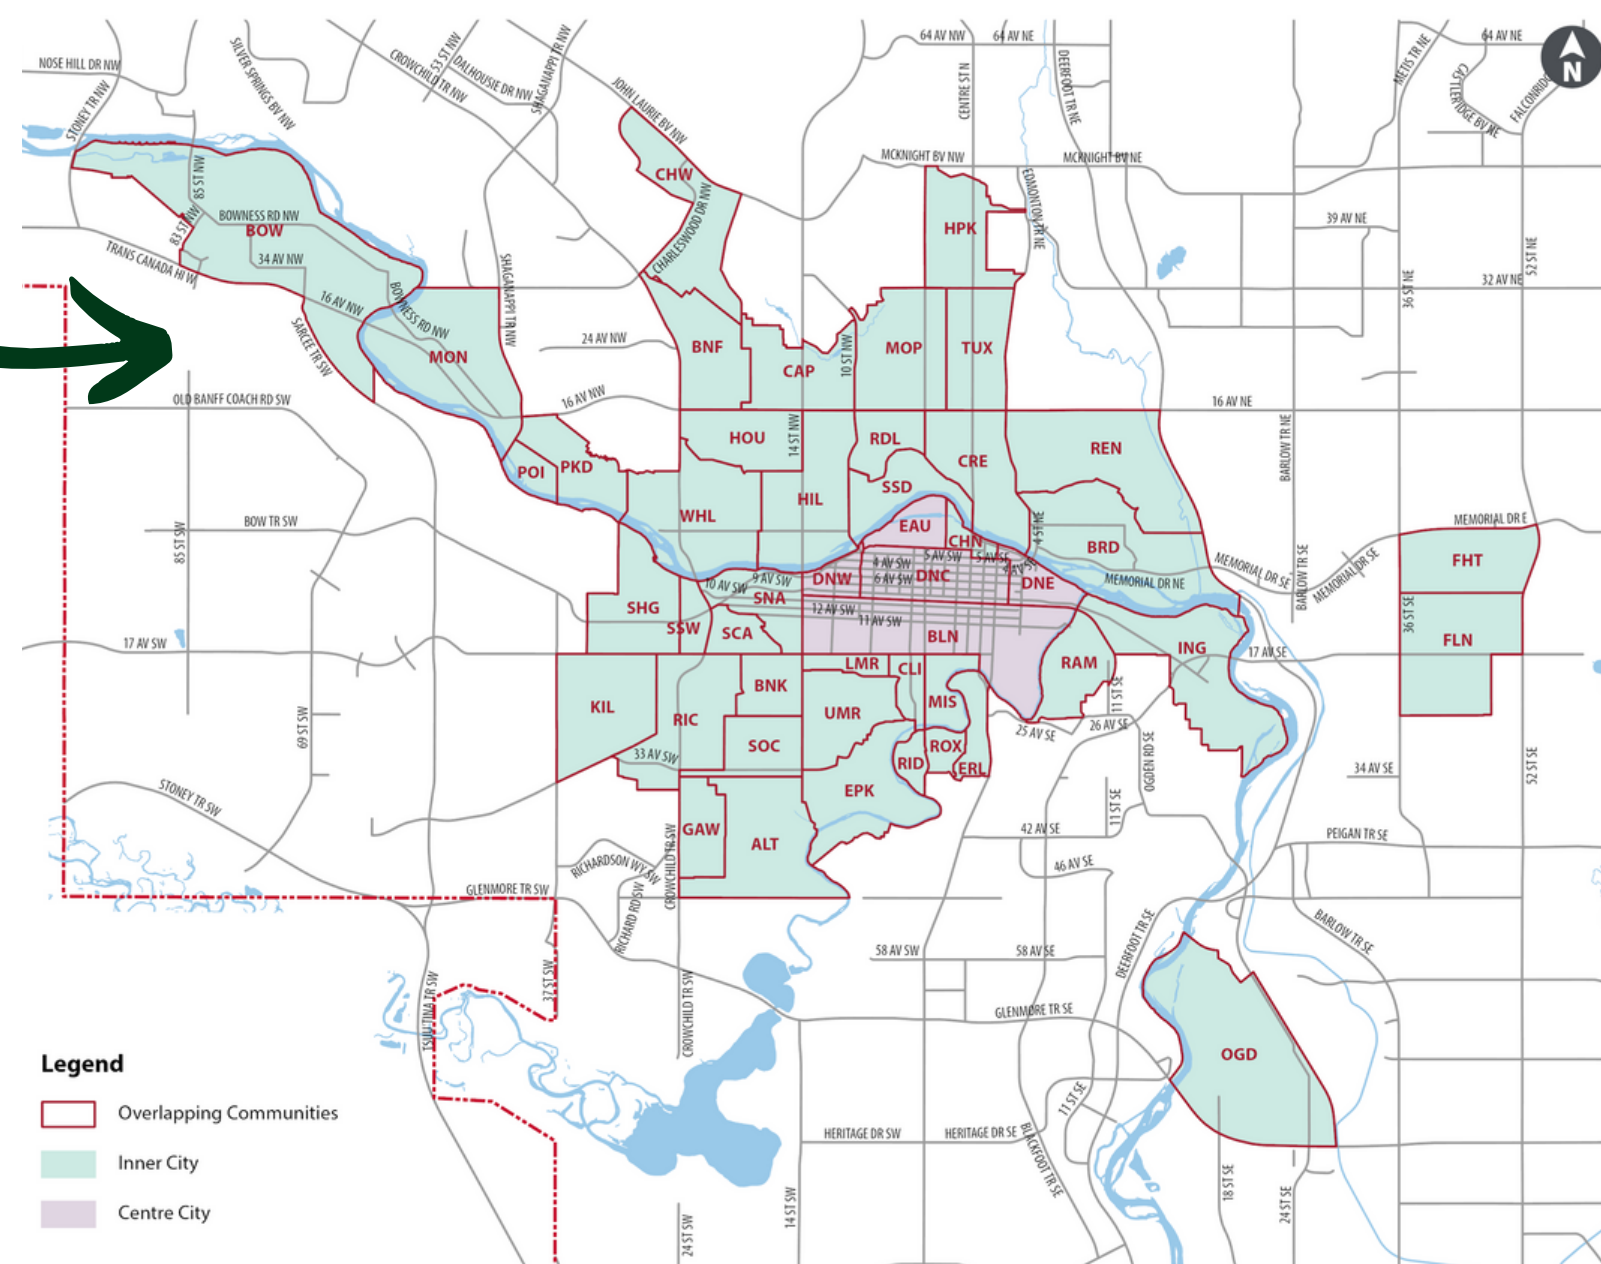 64 AV NW
64 AV NE
64 AV NE
N
NOSE HILL DR NW
STONEY TR NW
SILVER SPRINGS BV NW
CROWCHILD TR NW
53 ST NW
DALHOUSIE DR NW
SHAGANAPPI TR NW
JOHN LAURIE BV NW
CENTRE ST N
DEERFOOT TR NE
METIS TR NE
CASTLERIDGE BV NE
FALCONRIDG
MCKNIGHT BV NW
MCKNIGHT BV NE
CHW
85 ST NW
83 ST NW
BOWNESS RD NW
BOW
34 AV NW
TRANS CANADA HI W
CHARLESWOOD DR NW
HPK
EDMONTON TR NE
39 AV NE
52 ST NE
32 AV NE
36 ST NE
16 AV NW
BOWNESS RD NW
SHAGANAPPI TR NW
SARCEE TR SW
MON
24 AV NW
BNF
CAP
10 ST NW
MOP
TUX
OLD BANFF COACH RD SW
16 AV NW
16 AV NE
HOU
14 ST NW
RDL
CRE
REN
BARLOW TR NE
POI
PKD
SSD
HIL
WHL
EAU
CHN
4 ST NE
BRD
BOW TR SW
85 ST SW
MEMORIAL DR E
MEMORIAL DR SE
MEMORIAL DR SE
BARLOW TR SE
FHT
5 AV SW
5 AV SE
4 AV SW
4 AV SE
DNW
6 AV SW
DNC
DNE
MEMORIAL DR NE
9 AV SW
10 AV SW
SNA
12 AV SW
11 AV SW
SHG
SSW
SCA
BLN
36 ST SE
FLN
17 AV SW
RAM
ING
17 AV SE
LMR
CLI
KIL
RIC
BNK
UMR
MIS
11 ST SE
69 ST SW
SOC
33 AV SW
RID
ROX
ERL
25 AV SE
26 AV SE
OGDEN RD SE
34 AV SE
52 ST SE
STONEY TR SW
EPK
GAW
ALT
11 ST SE
42 AV SE
PEIGAN TR SE
CROWCHILD TR SW
RICHARDSON WY SW
46 AV SE
GLENMORE TR SW
RICHARD RD SW
DEERFOOT TR SE
BARLOW TR SE
58 AV SW
58 AV SE
37 ST SW
TSUUT'INA TR SW
CROWCHILD TR SW
GLENMORE TR SE
OGD
Legend
Overlapping Communities
Inner City
Centre City
11 ST SE
HERITAGE DR SW
HERITAGE DR SE
BLACKFOOT TR SE
18 ST SE
24 ST SE
14 ST SW
24 ST SW